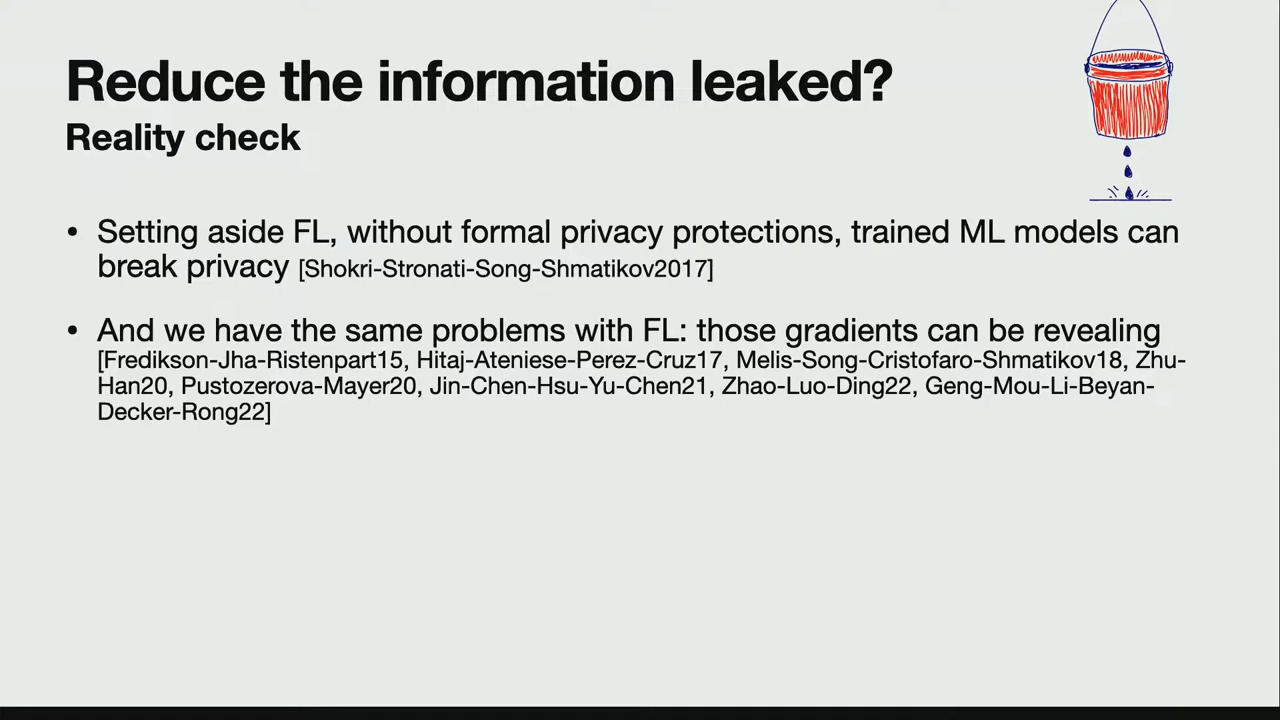 Reduce the information leaked?
Reality check
• Setting aside FL, without formal privacy protections, trained ML models can
break privacy [Shokri-Stronati-Song-Shmatikov2017]
• And we have the same problems with FL: those gradients can be revealing
[Fredikson-Jha-Ristenpart15, Hitaj-Ateniese-Perez-Cruz17, Melis-Song-Cristofaro-Shmatikov18, Zhu-
Han20, Pustozerova-Mayer20, Jin-Chen-Hsu-Yu-Chen21, Zhao-Luo-Ding22, Geng-Mou-Li-Beyan-
Decker-Rong22]